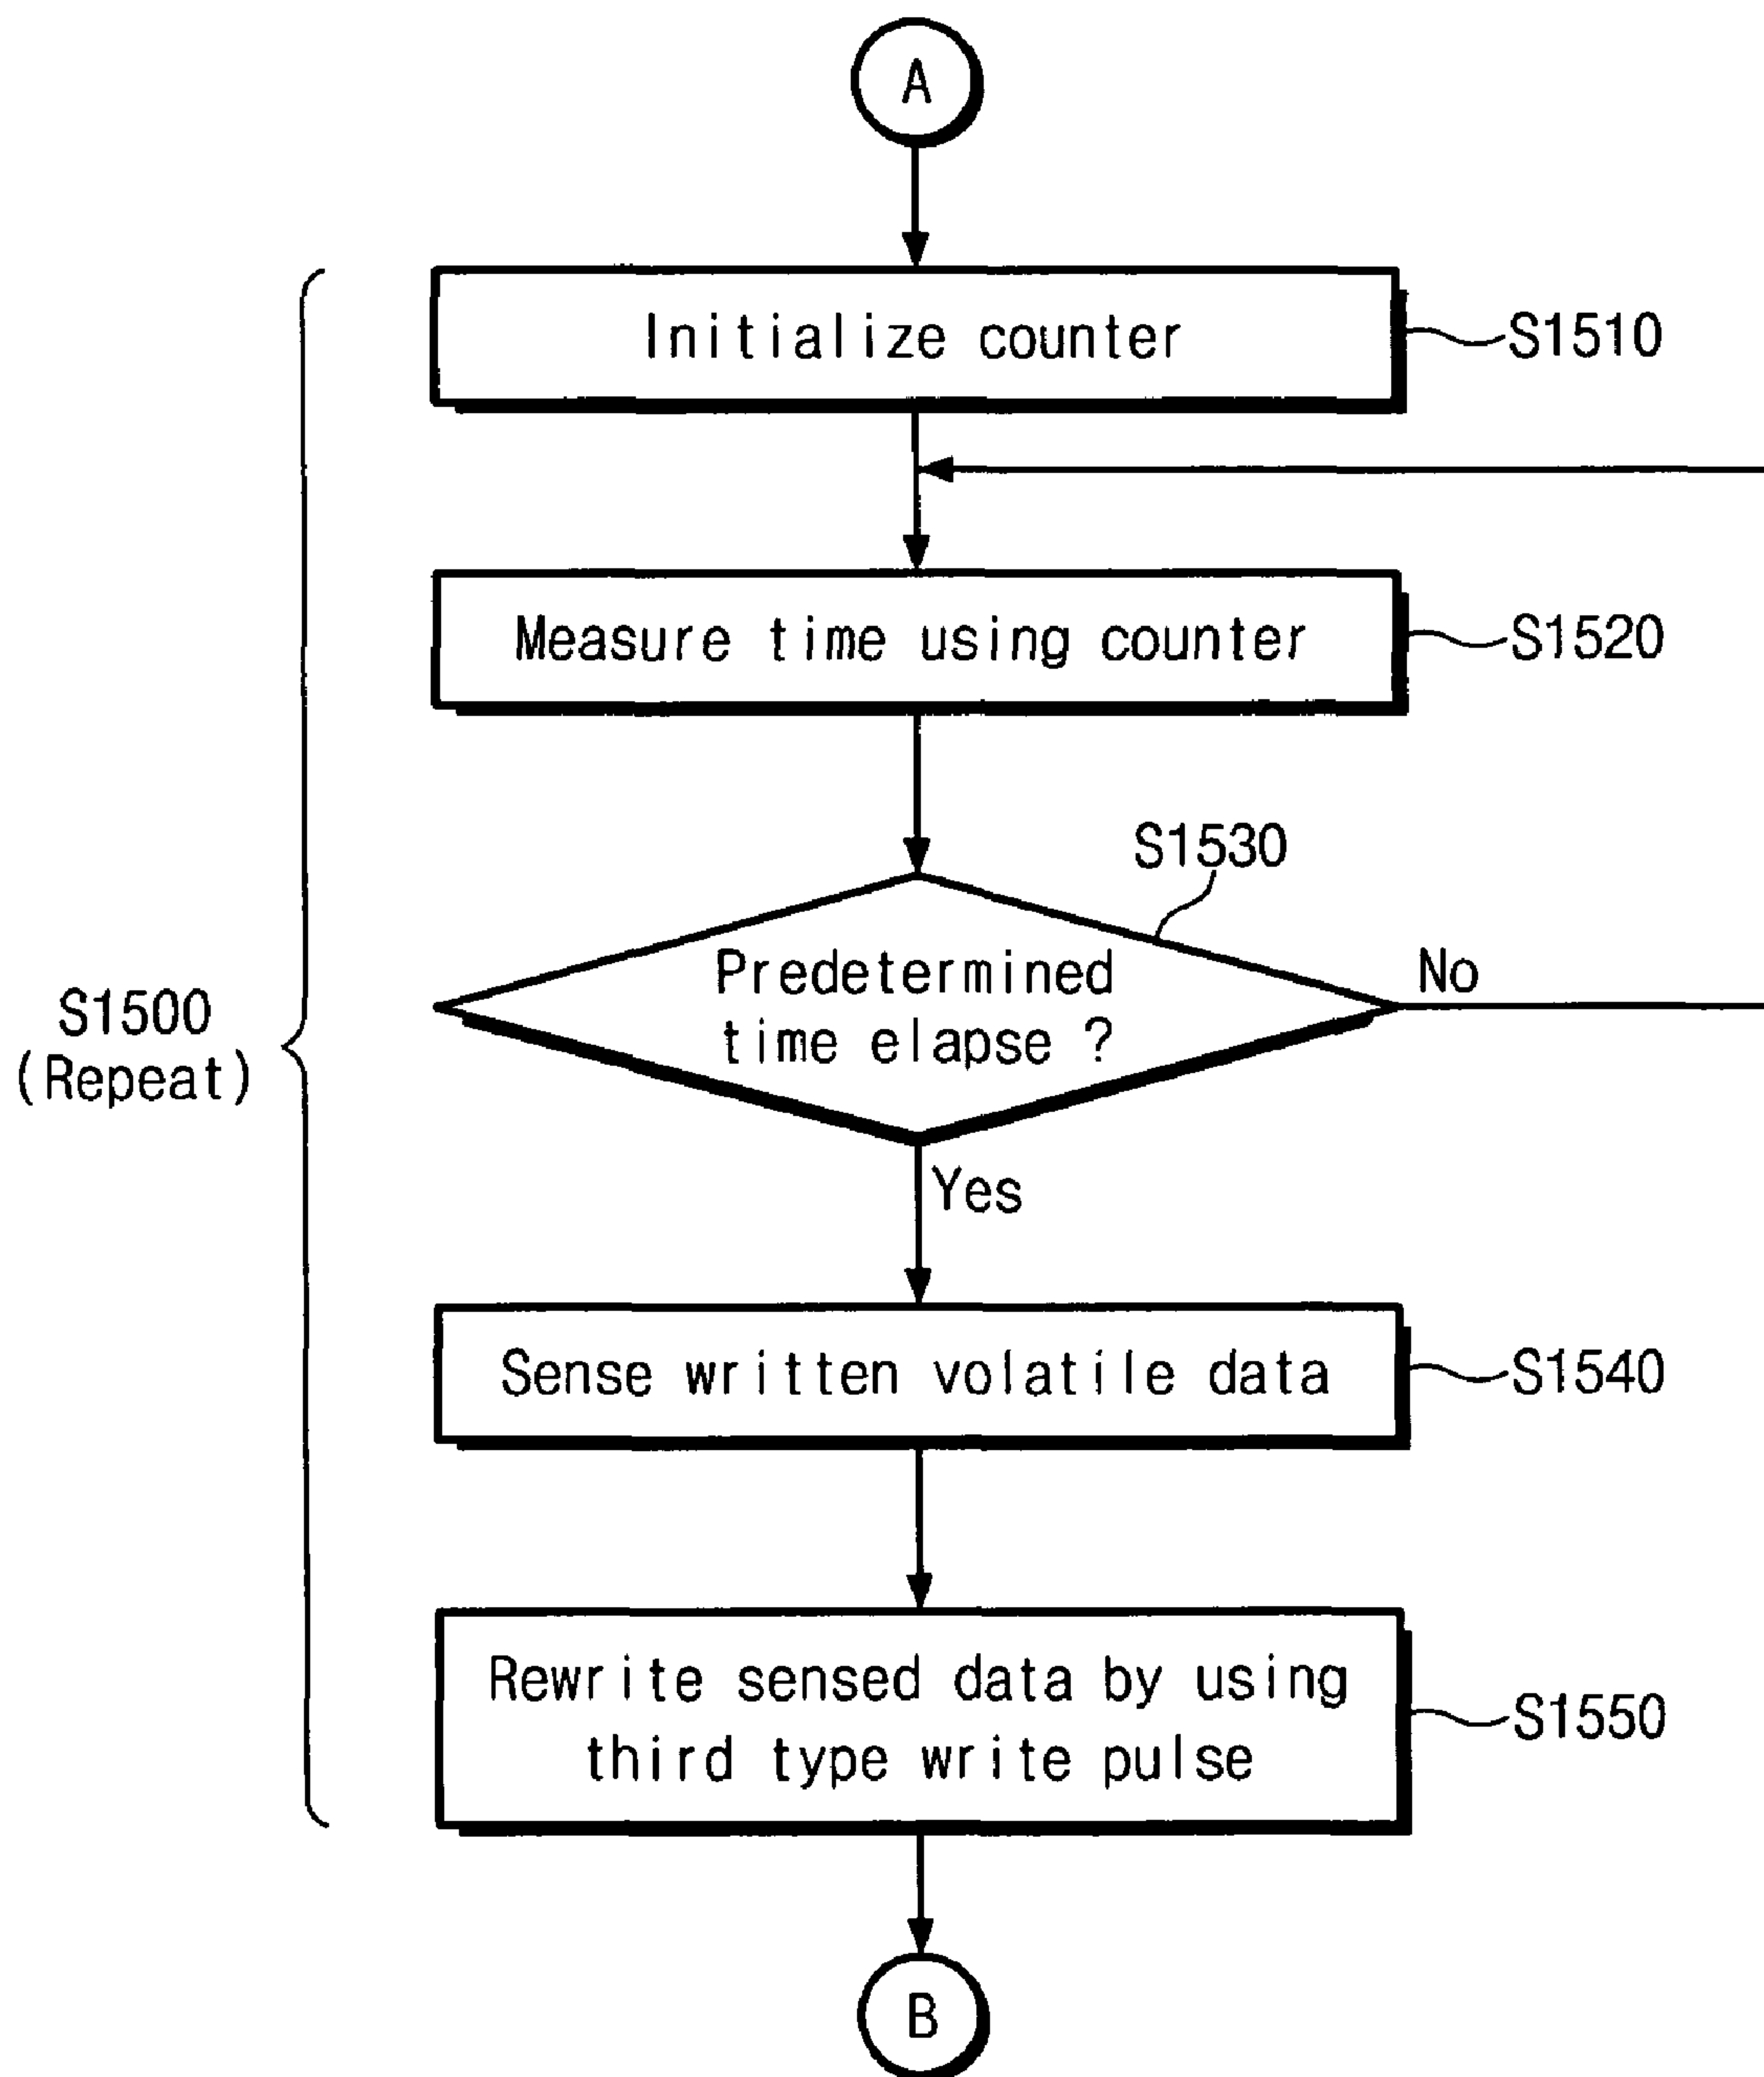 A
Initialize counter
S1510
Measure time using counter
S1520
S1530
Predetermined
time elapse ?
No
S1500
(Repeat)
Yes
Sense written volatile data
S1540
Rewrite sensed data by using
third type write pulse
S1550
B